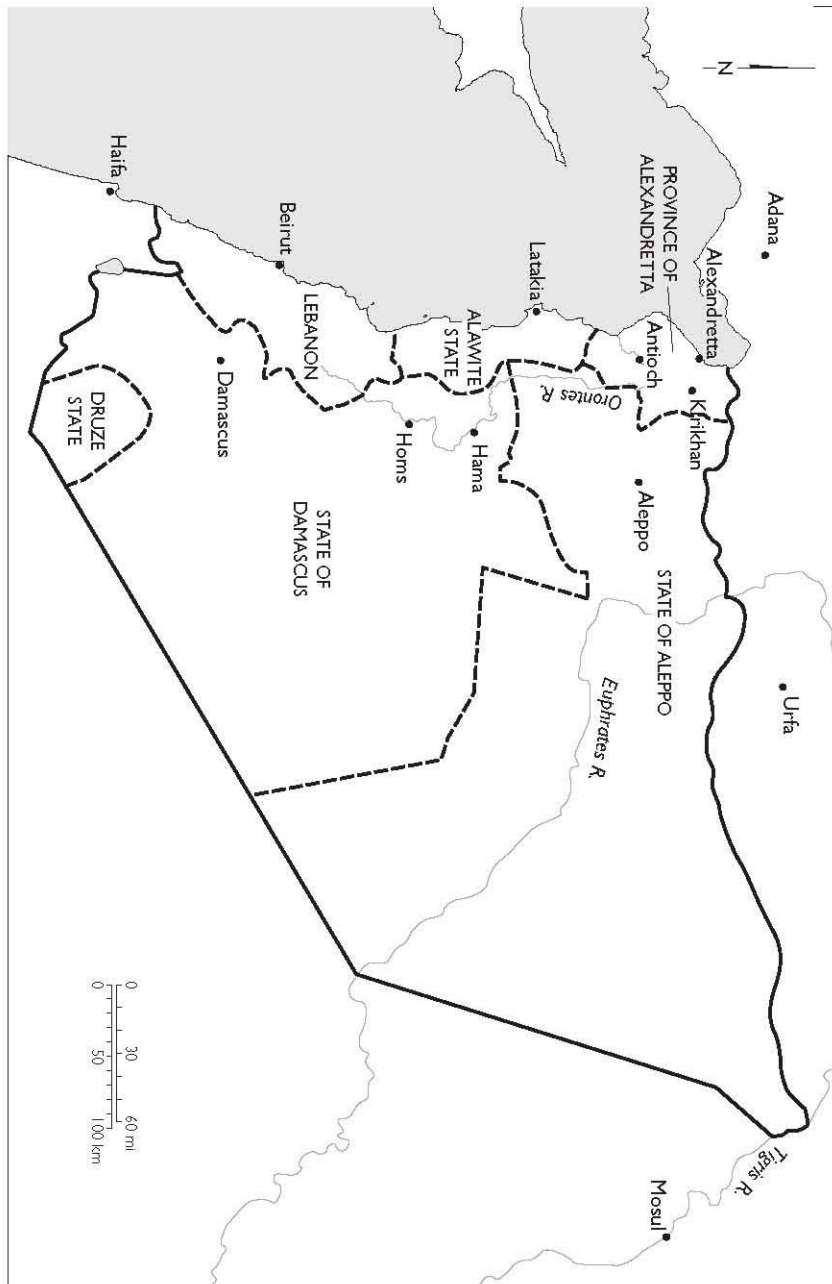 N
Adana
Urfa
Tigris R.
Alexandretta
Kirikhan
PROVINCE OF
ALEXANDRETTA
Antioch
Aleppo
STATE OF ALEPPO
Mosul
Euphrates R.
Orontes R.
Latakia
ALAWITE
STATE
Hama
Homs
LEBANON
Beirut
STATE OF
DAMASCUS
Damascus
DRUZE
STATE
Haifa
0 30 60 mi
0 50 100 km